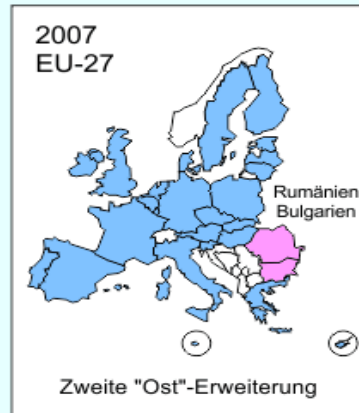 2007
EU-27
Rumänien
Bulgarien
Zweite "Ost"-Erweiterung